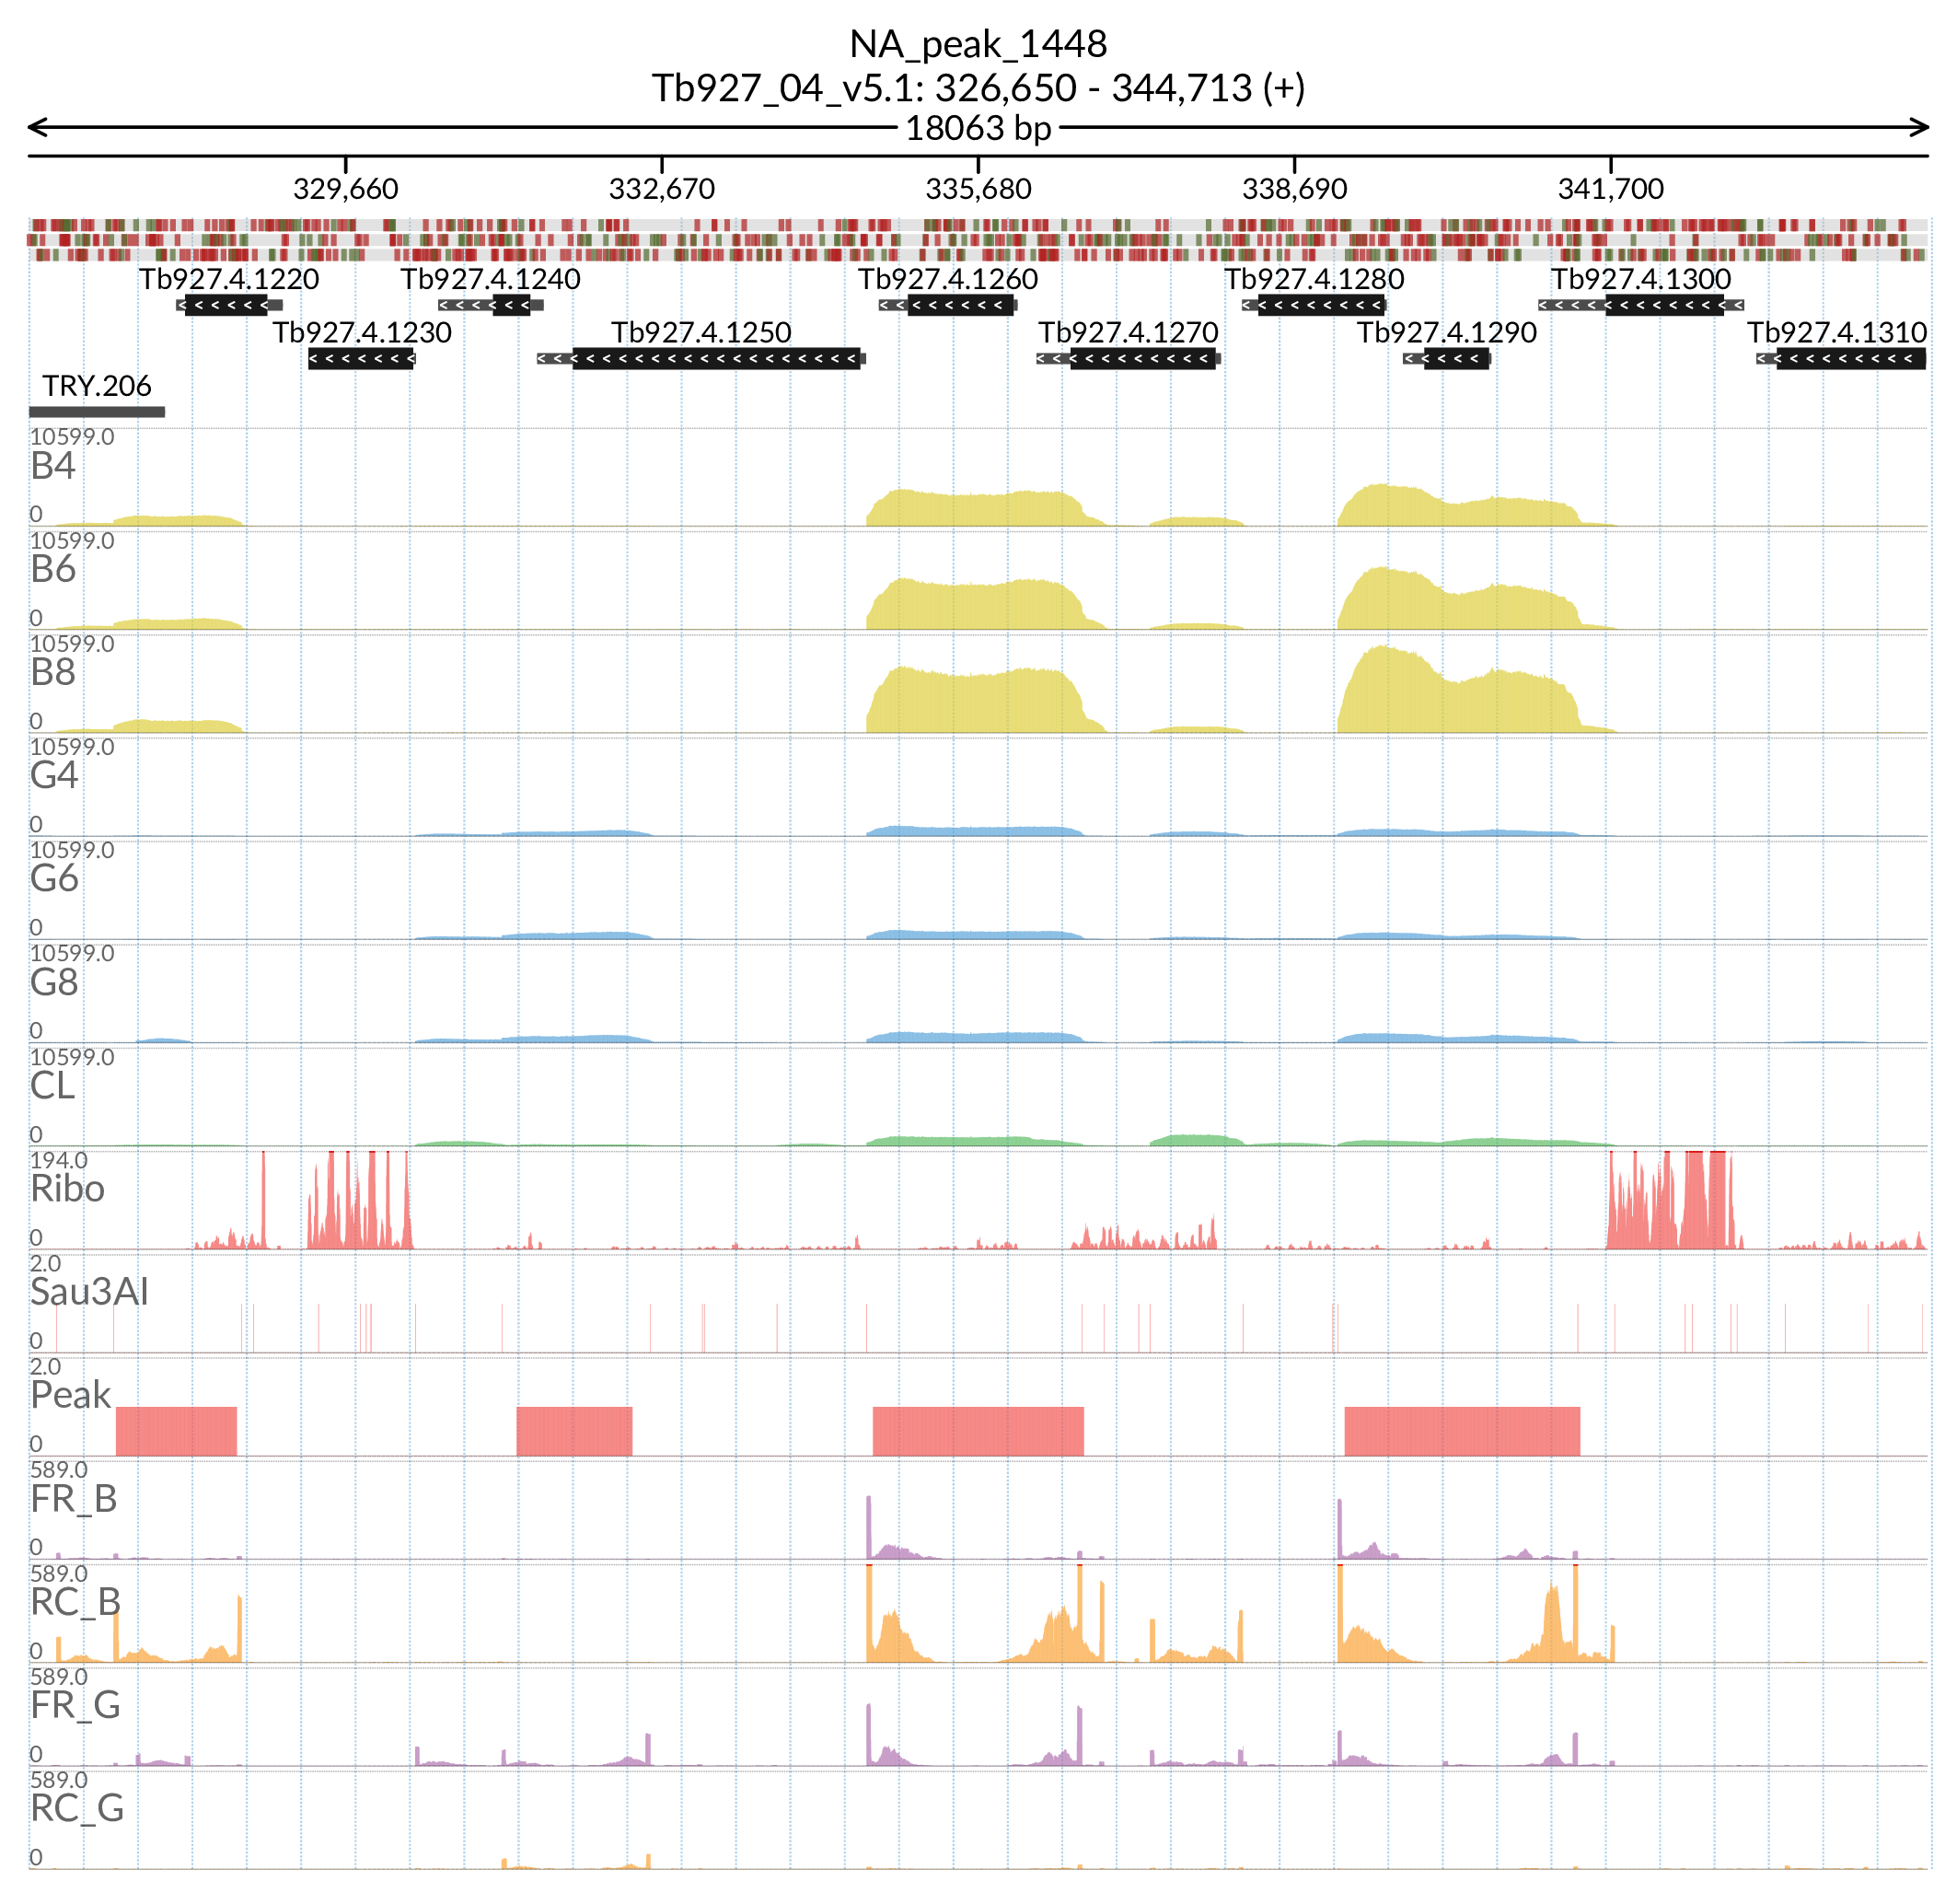 NA_peak_1448
Tb927_04_v5.1: 326,650 - 344,713 (+)
18063 bp
329,660 332,670 335,680 338,690 341,700
Tb927.4.1220 Tb927.4.1240 Tb927.4.1260 Tb927.4.1280 Tb927.4.1300
Tb927.4.1230 Tb927.4.1250 Tb927.4.1270 Tb927.4.1290 Tb927.4.1310
TRY.206
10599.0
B4
0
10599.0
B6
0
10599.0
B8
0
10599.0
G4
0
10599.0
G6
0
10599.0
G8
0
10599.0
CL
0
194.0
Ribo
0
2.0
Sau3AI
0
2.0
Peak
0
589.0
FR_B
0
589.0
RC_B
0
589.0
FR_G
0
589.0
RC_G
0